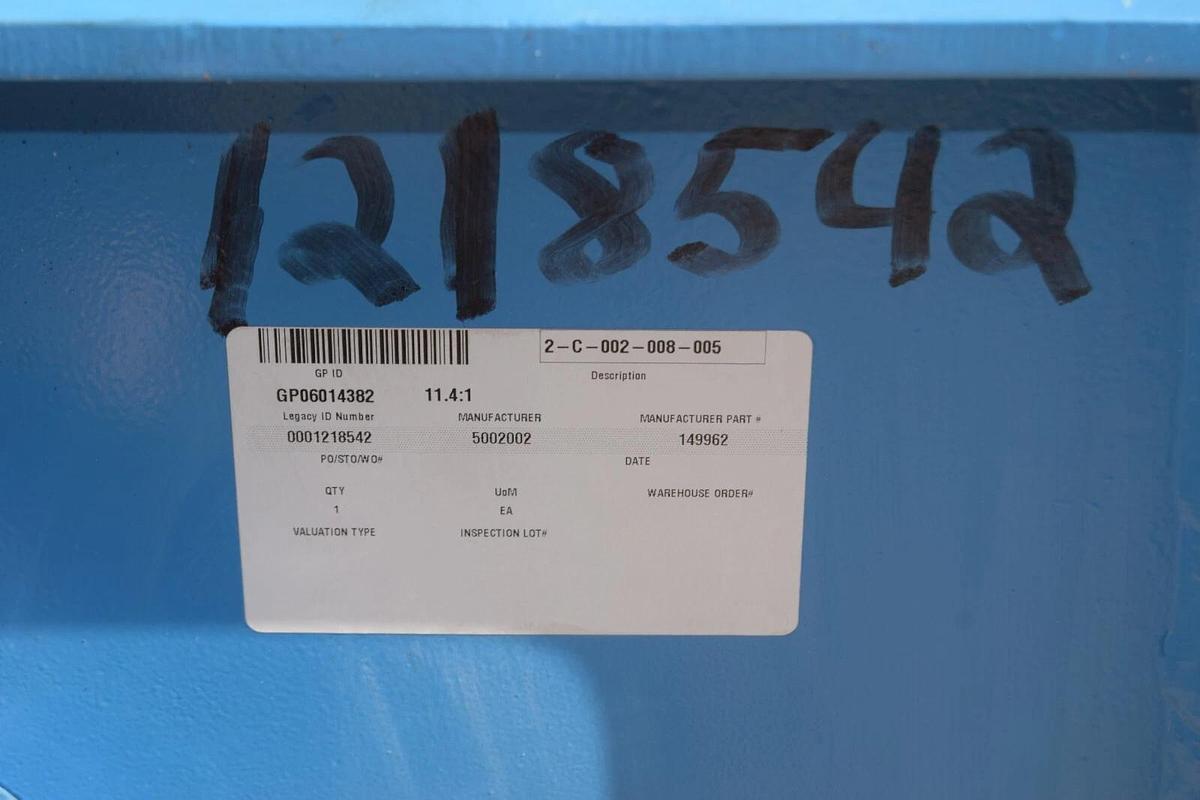 1218542
2-C-002-008-005
GP ID
Description
GP06014382 11.4:1
Legacy ID Number MANUFACTURER MANUFACTURER PART #
0001218542 5002002 149962
PO/STO/WO# DATE
QTY UoM WAREHOUSE ORDER#
1 EA
VALUATION TYPE INSPECTION LOT#